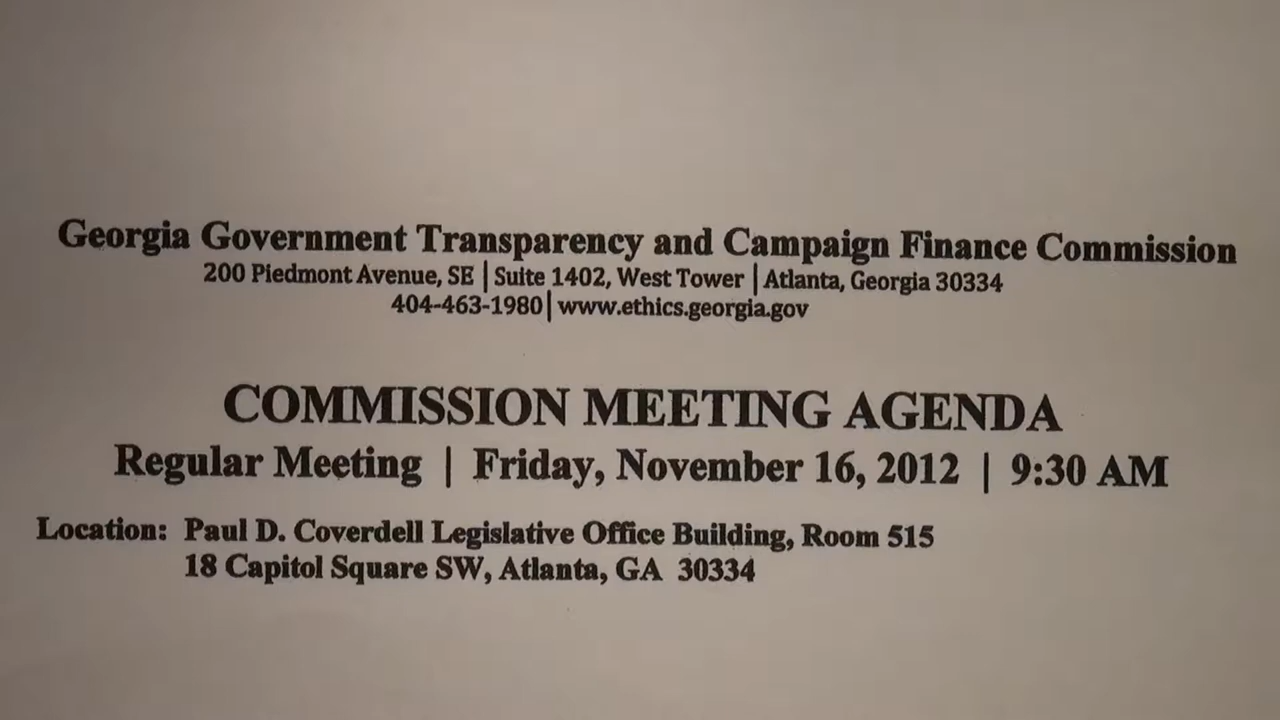 Georgia Government Transparency and Campaign Finance Commission
200 Piedmont Avenue, SE | Suite 1402, West Tower | Atlanta, Georgia 30334
404-463-1980| www.ethics.georgia.gov
COMMISSION MEETING AGENDA
Regular Meeting | Friday, November 16, 2012 | 9:30 AM
Location: Paul D. Coverdell Legislative Office Building, Room 515
18 Capitol Square SW, Atlanta, GA 30334